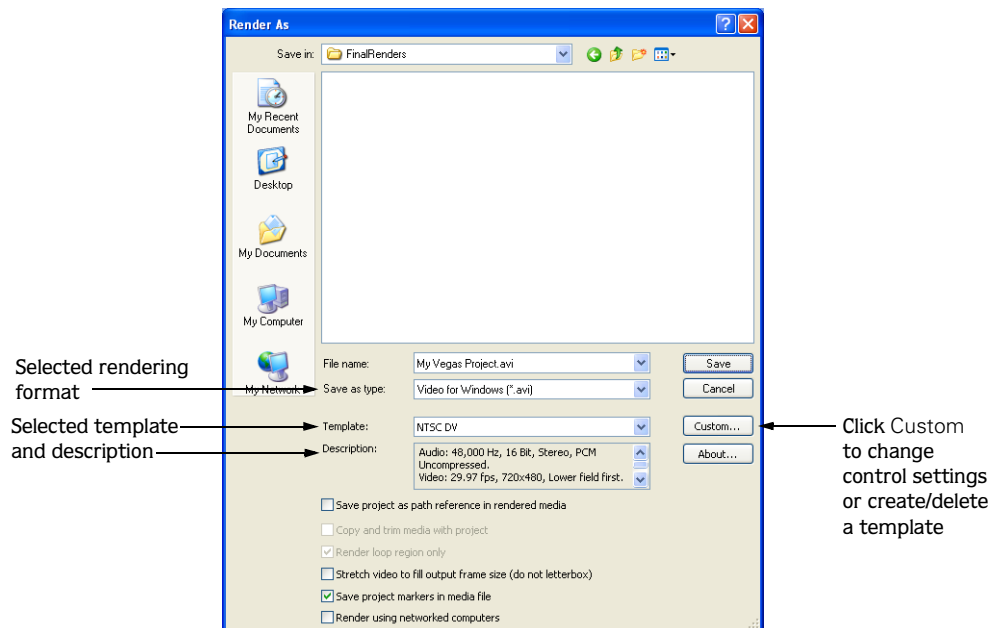 Render As
Save in:
FinalRenders
My Recent
Documents
Desktop
My Documents
My Computer
My Network
File name:
My Vegas Project.avi
Save
Selected rendering
format
Save as type:
Video for Windows (*.avi)
Cancel
Selected template
and description
Template:
NTSC DV
Custom...
Description:
Audio: 48,000 Hz, 16 Bit, Stereo, PCM
Uncompressed.
Video: 29.97 fps, 720x480, Lower field first.
About...
Click Custom
to change
control settings
or create/delete
a template
Save project as path reference in rendered media
Copy and trim media with project
Render loop region only
Stretch video to fill output frame size (do not letterbox)
Save project markers in media file
Render using networked computers